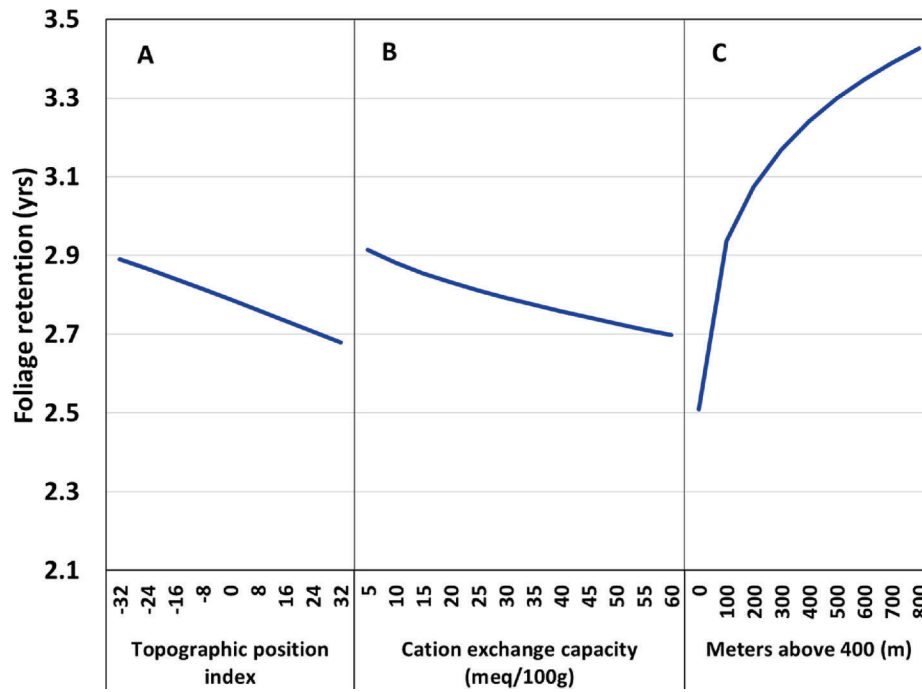 A
B
C
Foliage retention (yrs)
3.5
3.3
3.1
2.9
2.7
2.5
2.3
2.1
-32 -24 -16 -8 0 8 16 24 32
5 10 15 20 25 30 35 40 45 50 55 60
0 100 200 300 400 500 600 700 800
Topographic position
index
Cation exchange capacity
(meq/100g)
Meters above 400 (m)